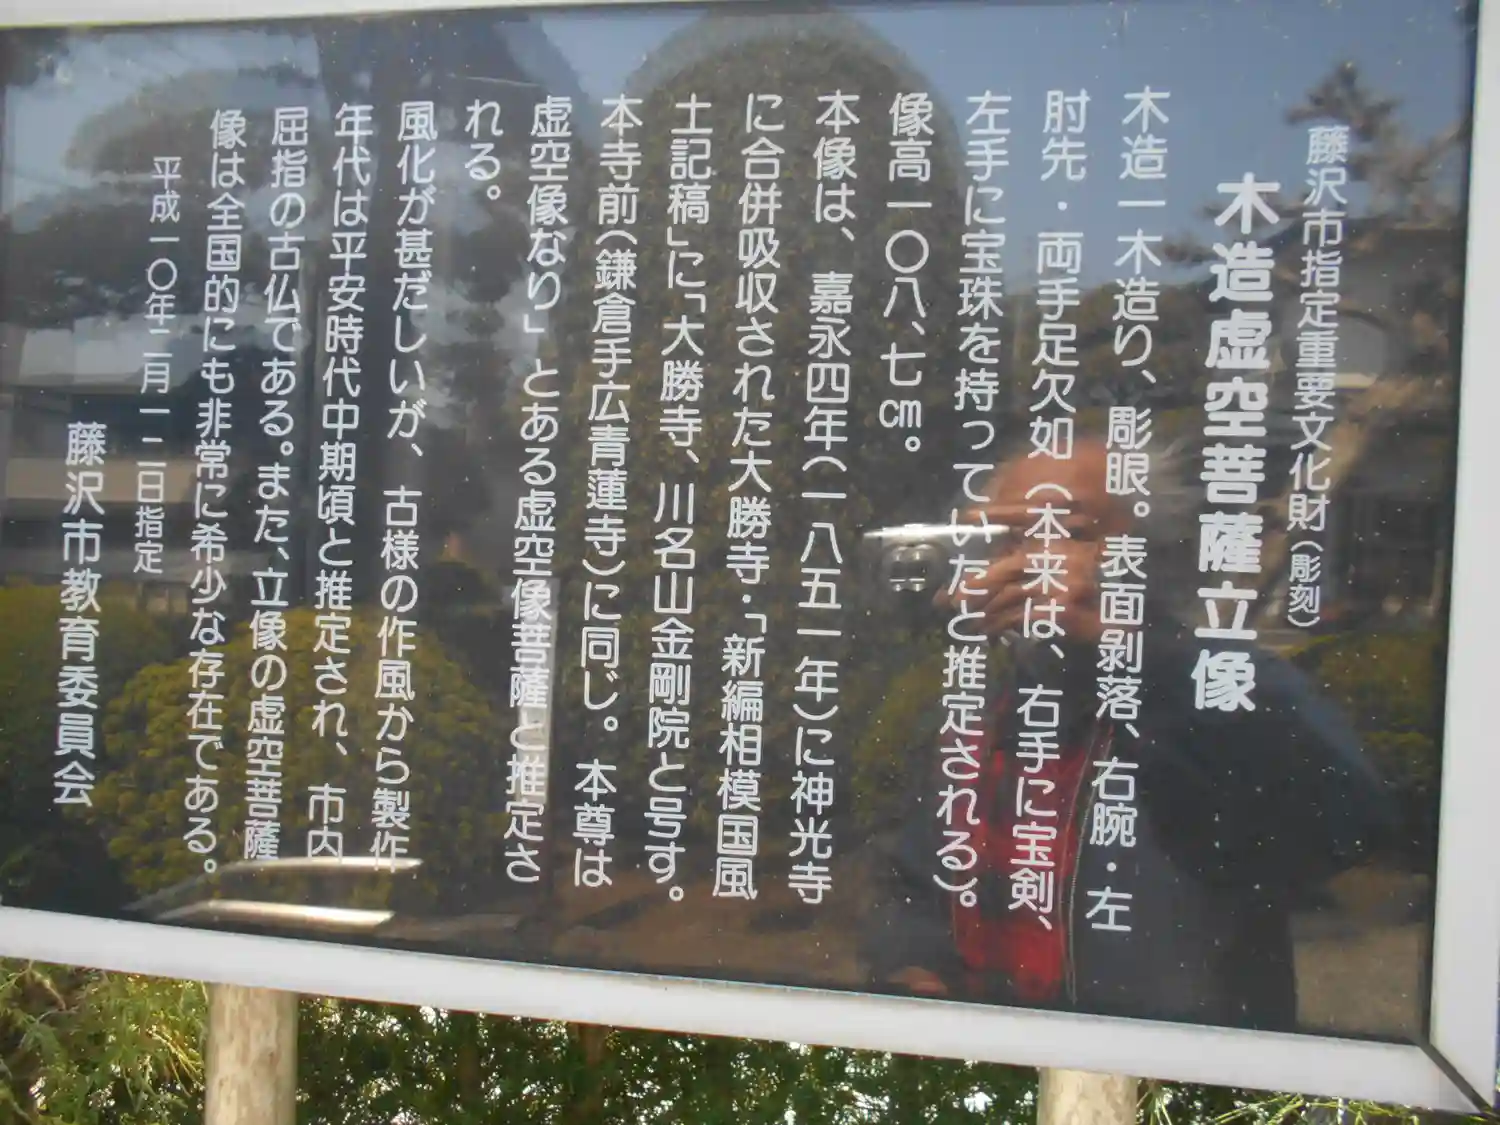 藤沢市指定重要文化財(彫刻)
木造虚空菩薩立像
木造一木造り、彫眼。表面剥落、右腕・左
肘先・両手足欠如(本来は、右手に宝剣、
左手に宝珠を持っていたと推定される)。
像高一〇八、七㎝。
本像は、嘉永四年(一八五一年)に神光寺
に合併吸収された大勝寺・「新編相模国風
土記稿」に「大勝寺、川名山金剛院と号す。
本寺前(鎌倉手広青蓮寺)に同じ。本尊は
虚空像なり」とある虚空像菩薩と推定さ
れる。
風化が甚だしいが、古様の作風から製作
年代は平安時代中期頃と推定され、市内
屈指の古仏である。また、立像の虚空菩薩
像は全国的にも非常に希少な存在である。
平成一〇年二月一二日指定
藤沢市教育委員会